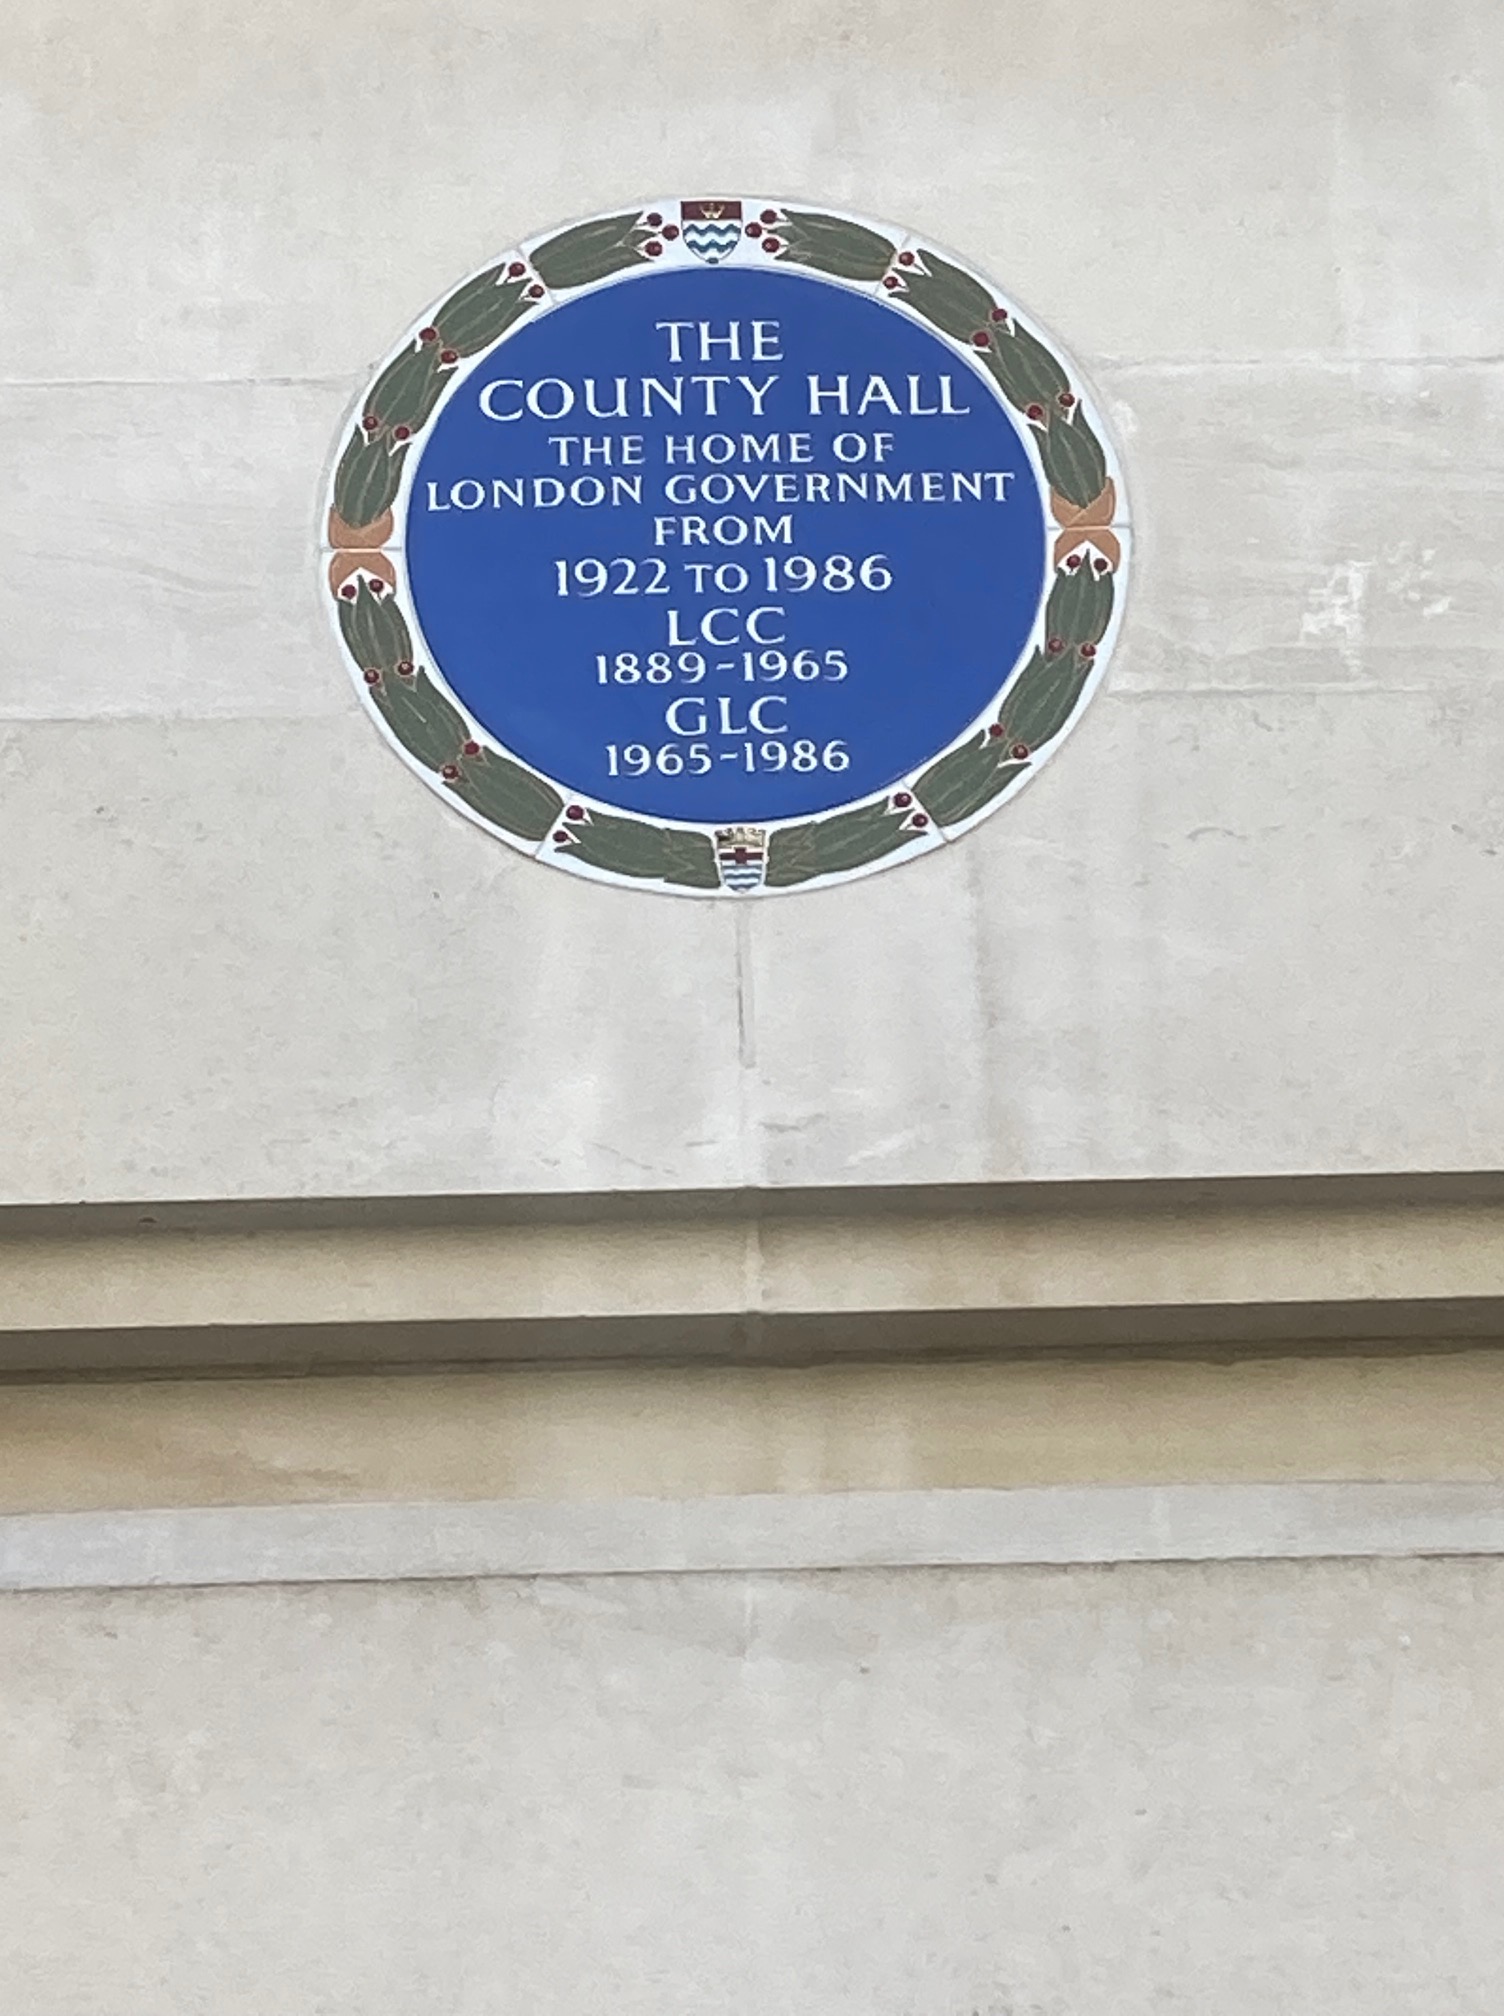 THE
COUNTY HALL
THE HOME OF
LONDON GOVERNMENT
FROM
1922 TO 1986
LCC
1889-1965
GLC
1965-1986